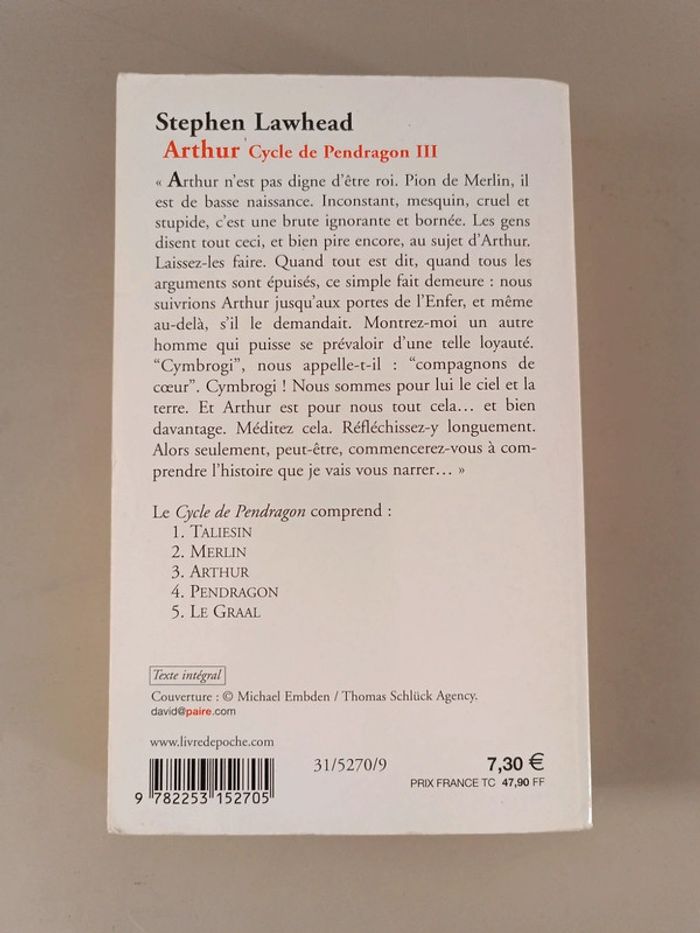 Stephen Lawhead
Arthur Cycle de Pendragon III
« Arthur n'est pas digne d'être roi. Pion de Merlin, il
est de basse naissance. Inconstant, mesquin, cruel et
stupide, c'est une brute ignorante et bornée. Les gens
disent tout ceci, et bien pire encore, au sujet d'Arthur.
Laissez-les faire. Quand tout est dit, quand tous les
arguments sont épuisés, ce simple fait demeure : nous
suivrions Arthur jusqu'aux portes de l'Enfer, et même
au-delà, s'il le demandait. Montrez-moi un autre
homme qui puisse se prévaloir d'une telle loyauté.
“Cymbrogi”, nous appelle-t-il : “compagnons de
cœur”. Cymbrogi ! Nous sommes pour lui le ciel et la
terre. Et Arthur est pour nous tout cela… et bien
davantage. Méditez cela. Réfléchissez-y longuement.
Alors seulement, peut-être, commencerez-vous à com-
prendre l'histoire que je vais vous narrer… »
Le Cycle de Pendragon comprend :
1. TALIESIN
2. MERLIN
3. ARTHUR
4. PENDRAGON
5. LE GRAAL
Texte intégral
Couverture : © Michael Embden / Thomas Schlück Agency.
david@paire.com
www.livredepoche.com
31/5270/9
7,30 €
PRIX FRANCE TC 47,90 FF
9 782253 152705